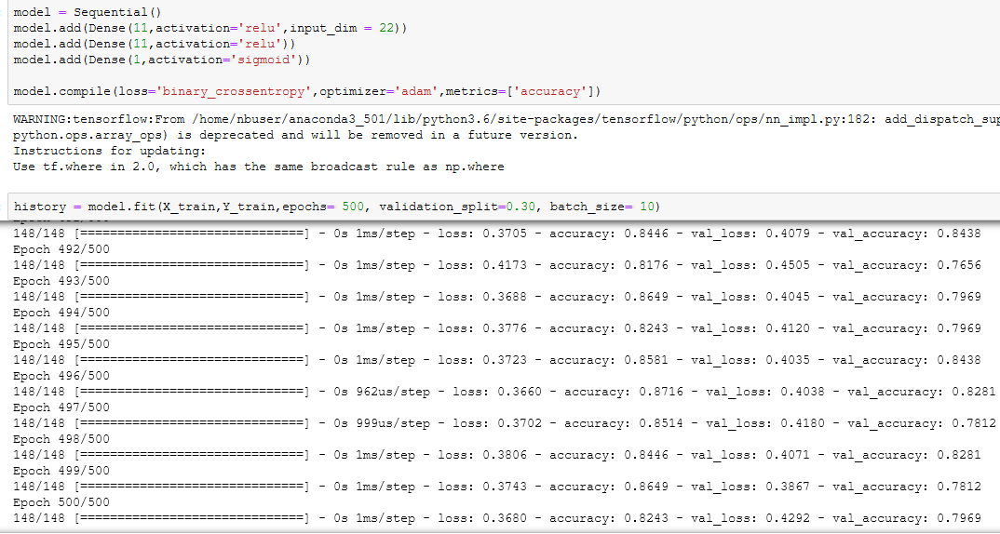 model = Sequential()
model.add(Dense(11,activation='relu',input_dim = 22))
model.add(Dense(11,activation='relu'))
model.add(Dense(1,activation='sigmoid'))
model.compile(loss='binary_crossentropy',optimizer='adam',metrics=['accuracy'])
WARNING:tensorflow:From /home/nbuser/anaconda3_501/lib/python3.6/site-packages/tensorflow/python/ops/nn_impl.py:182: add_dispatch_sup
python.ops.array_ops) is deprecated and will be removed in a future version.
Instructions for updating:
Use tf.where in 2.0, which has the same broadcast rule as np.where
history = model.fit(X_train,Y_train,epochs= 500, validation_split=0.30, batch_size= 10)
148/148 [==============================] - 0s 1ms/step - loss: 0.3705 - accuracy: 0.8446 - val_loss: 0.4079 - val_accuracy: 0.8438
Epoch 492/500
148/148 [==============================] - 0s 1ms/step - loss: 0.4173 - accuracy: 0.8176 - val_loss: 0.4505 - val_accuracy: 0.7656
Epoch 493/500
148/148 [==============================] - 0s 1ms/step - loss: 0.3688 - accuracy: 0.8649 - val_loss: 0.4045 - val_accuracy: 0.7969
Epoch 494/500
148/148 [==============================] - 0s 1ms/step - loss: 0.3776 - accuracy: 0.8243 - val_loss: 0.4120 - val_accuracy: 0.7969
Epoch 495/500
148/148 [==============================] - 0s 1ms/step - loss: 0.3723 - accuracy: 0.8581 - val_loss: 0.4035 - val_accuracy: 0.8438
Epoch 496/500
148/148 [==============================] - 0s 962us/step - loss: 0.3660 - accuracy: 0.8716 - val_loss: 0.4038 - val_accuracy: 0.8281
Epoch 497/500
148/148 [==============================] - 0s 999us/step - loss: 0.3702 - accuracy: 0.8514 - val_loss: 0.4180 - val_accuracy: 0.7812
Epoch 498/500
148/148 [==============================] - 0s 1ms/step - loss: 0.3806 - accuracy: 0.8446 - val_loss: 0.4071 - val_accuracy: 0.8281
Epoch 499/500
148/148 [==============================] - 0s 1ms/step - loss: 0.3743 - accuracy: 0.8649 - val_loss: 0.3867 - val_accuracy: 0.7812
Epoch 500/500
148/148 [==============================] - 0s 1ms/step - loss: 0.3680 - accuracy: 0.8243 - val_loss: 0.4292 - val_accuracy: 0.7969